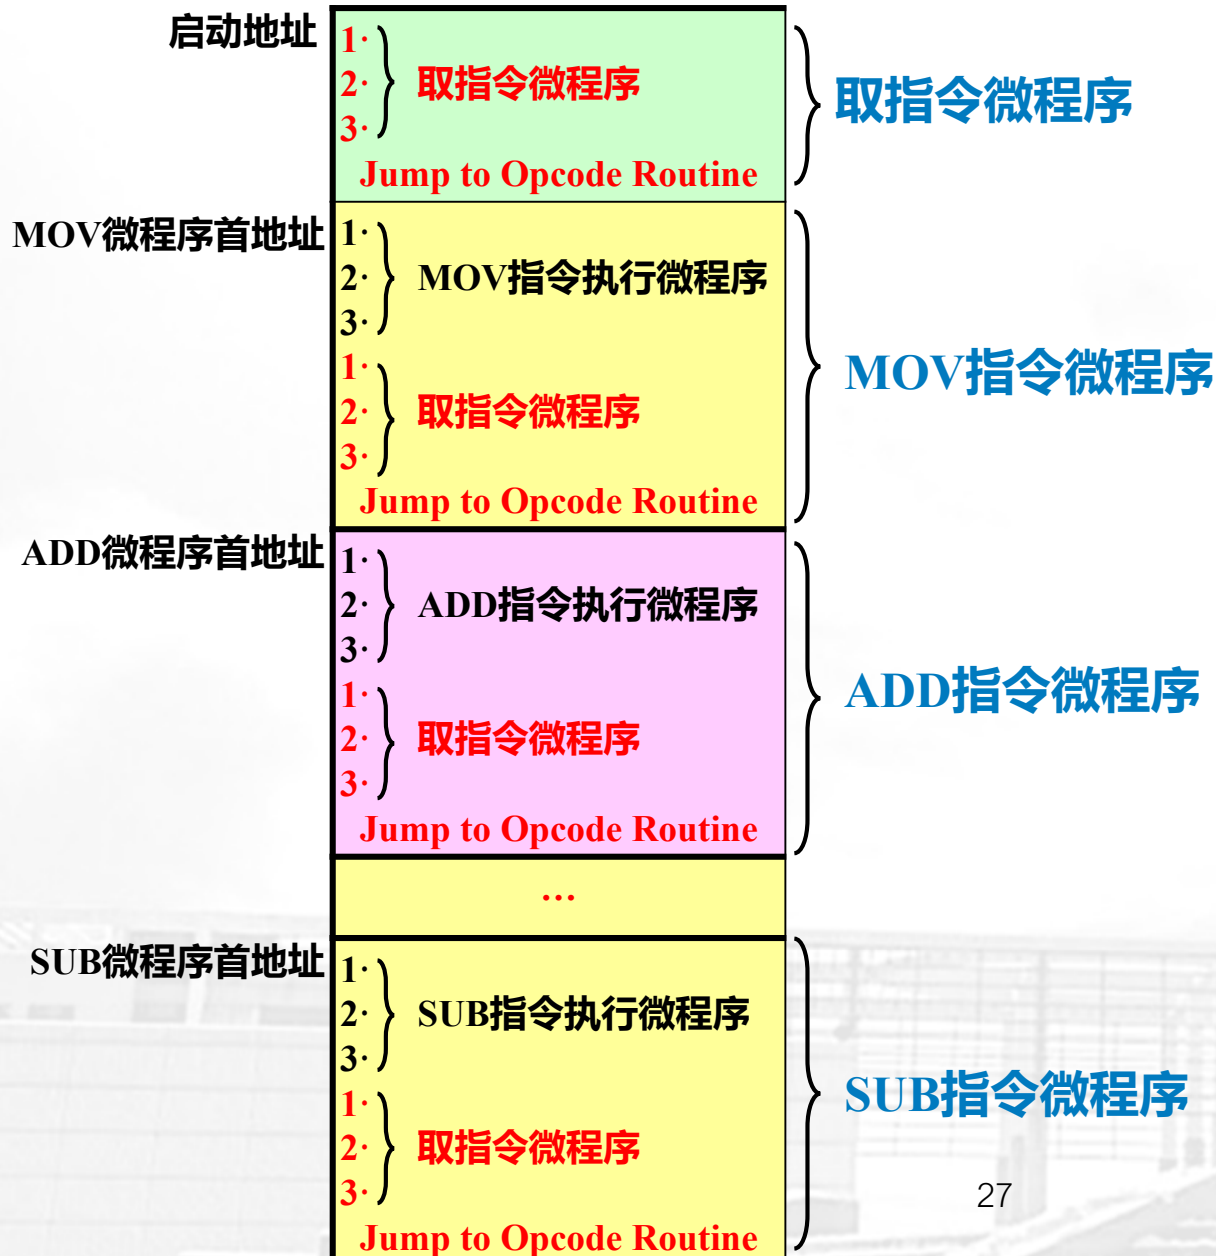 启动地址
1·
2· 取指令微程序
3·
Jump to Opcode Routine
取指令微程序
MOV微程序首地址
1·
2· MOV指令执行微程序
3·
1·
2· 取指令微程序
3·
Jump to Opcode Routine
MOV指令微程序
ADD微程序首地址
1·
2· ADD指令执行微程序
3·
1·
2· 取指令微程序
3·
Jump to Opcode Routine
ADD指令微程序
…
SUB微程序首地址
1·
2· SUB指令执行微程序
3·
1·
2· 取指令微程序
3·
Jump to Opcode Routine
SUB指令微程序
27